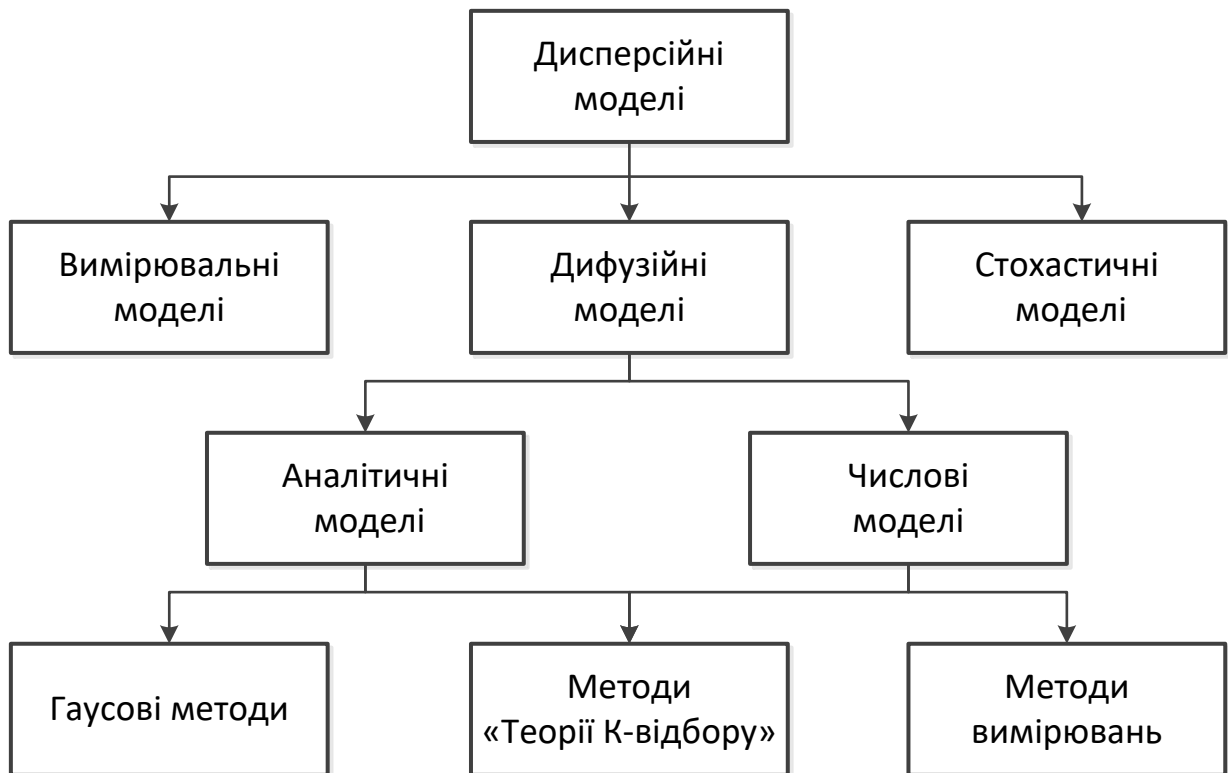 Дисперсійні
моделі
Вимірювальні
моделі
Дифузійні
моделі
Стохастичні
моделі
Аналітичні
моделі
Числові
моделі
Гаусові методи
Методи
«Теорії К-відбору»
Методи
вимірювань